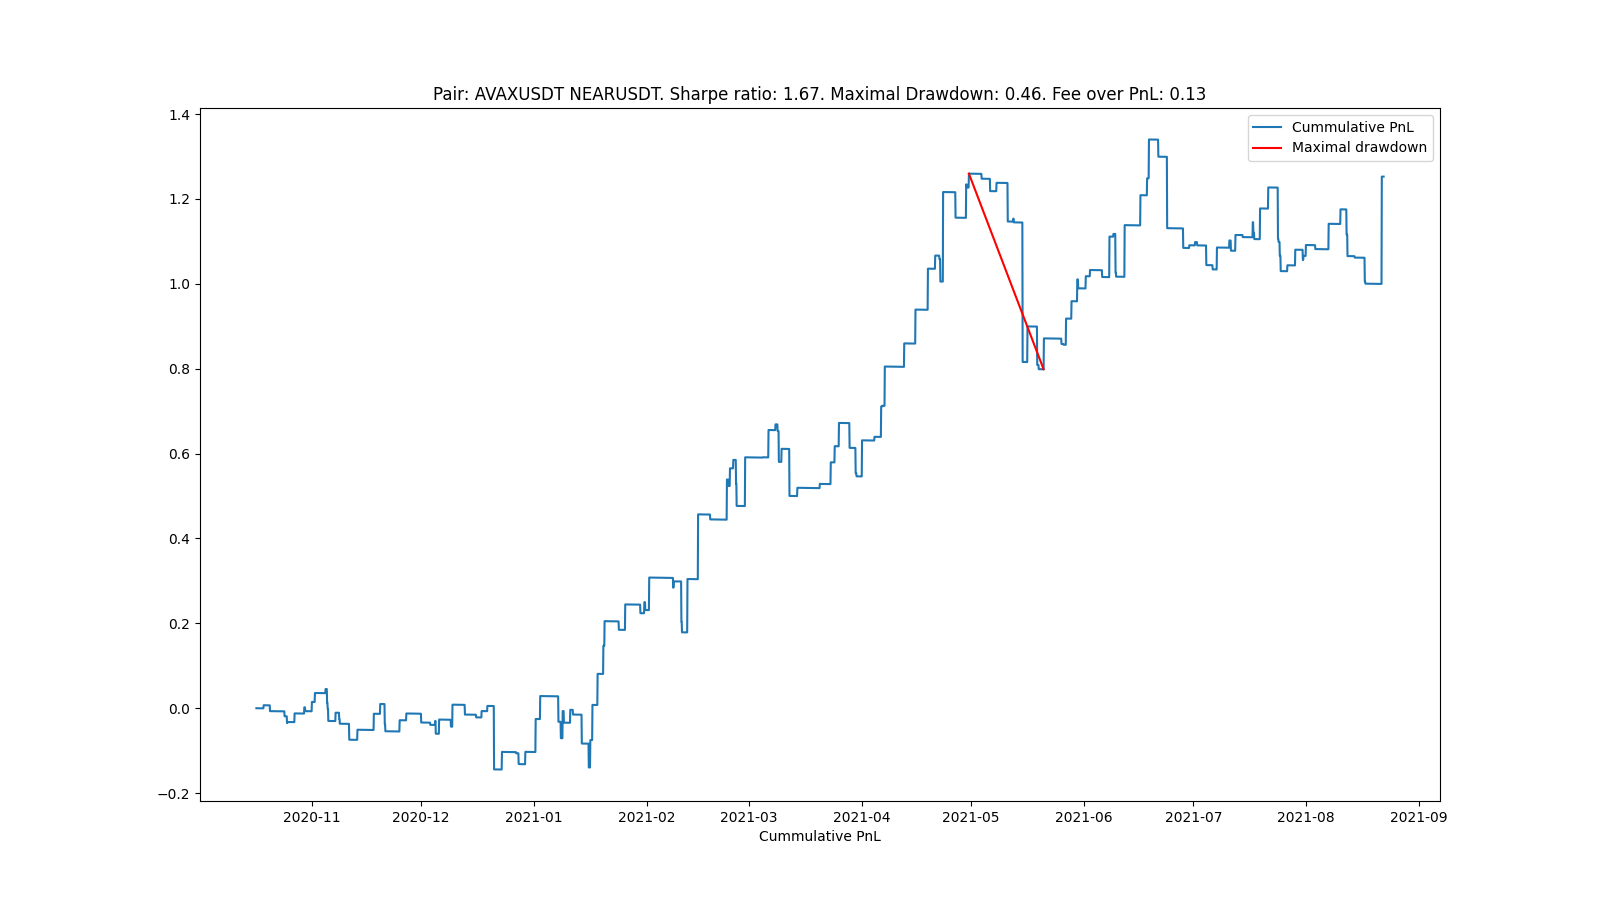 Pair: AVAXUSDT NEARUSDT. Sharpe ratio: 1.67. Maximal Drawdown: 0.46. Fee over PnL: 0.13
Cummulative PnL
Maximal drawdown
1.4
1.2
1.0
0.8
0.6
0.4
0.2
0.0
−0.2
2020-11 2020-12 2021-01 2021-02 2021-03 2021-04 2021-05 2021-06 2021-07 2021-08 2021-09
Cummulative PnL